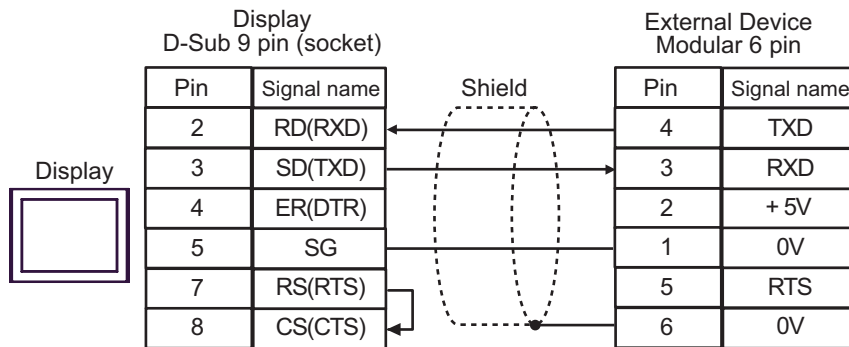 Display
D-Sub 9 pin (socket)
External Device
Modular 6 pin
Pin Signal name Shield Pin Signal name
2 RD(RXD) 4 TXD
Display 3 SD(TXD) 3 RXD
4 ER(DTR) 2 + 5V
5 SG 1 0V
7 RS(RTS) 5 RTS
8 CS(CTS) 6 0V